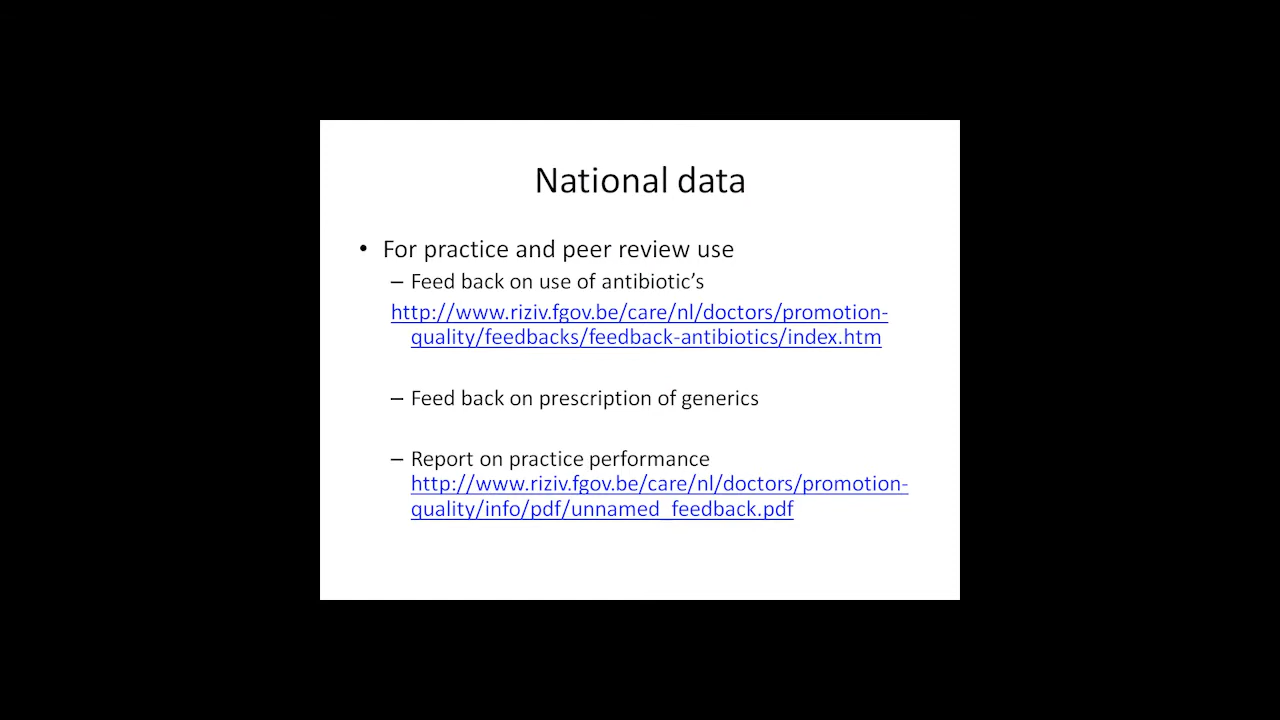 National data
• For practice and peer review use
– Feed back on use of antibiotic’s
http://www.riziv.fgov.be/care/nl/doctors/promotion-
quality/feedbacks/feedback-antibiotics/index.htm
– Feed back on prescription of generics
– Report on practice performance
http://www.riziv.fgov.be/care/nl/doctors/promotion-
quality/info/pdf/unnamed_feedback.pdf